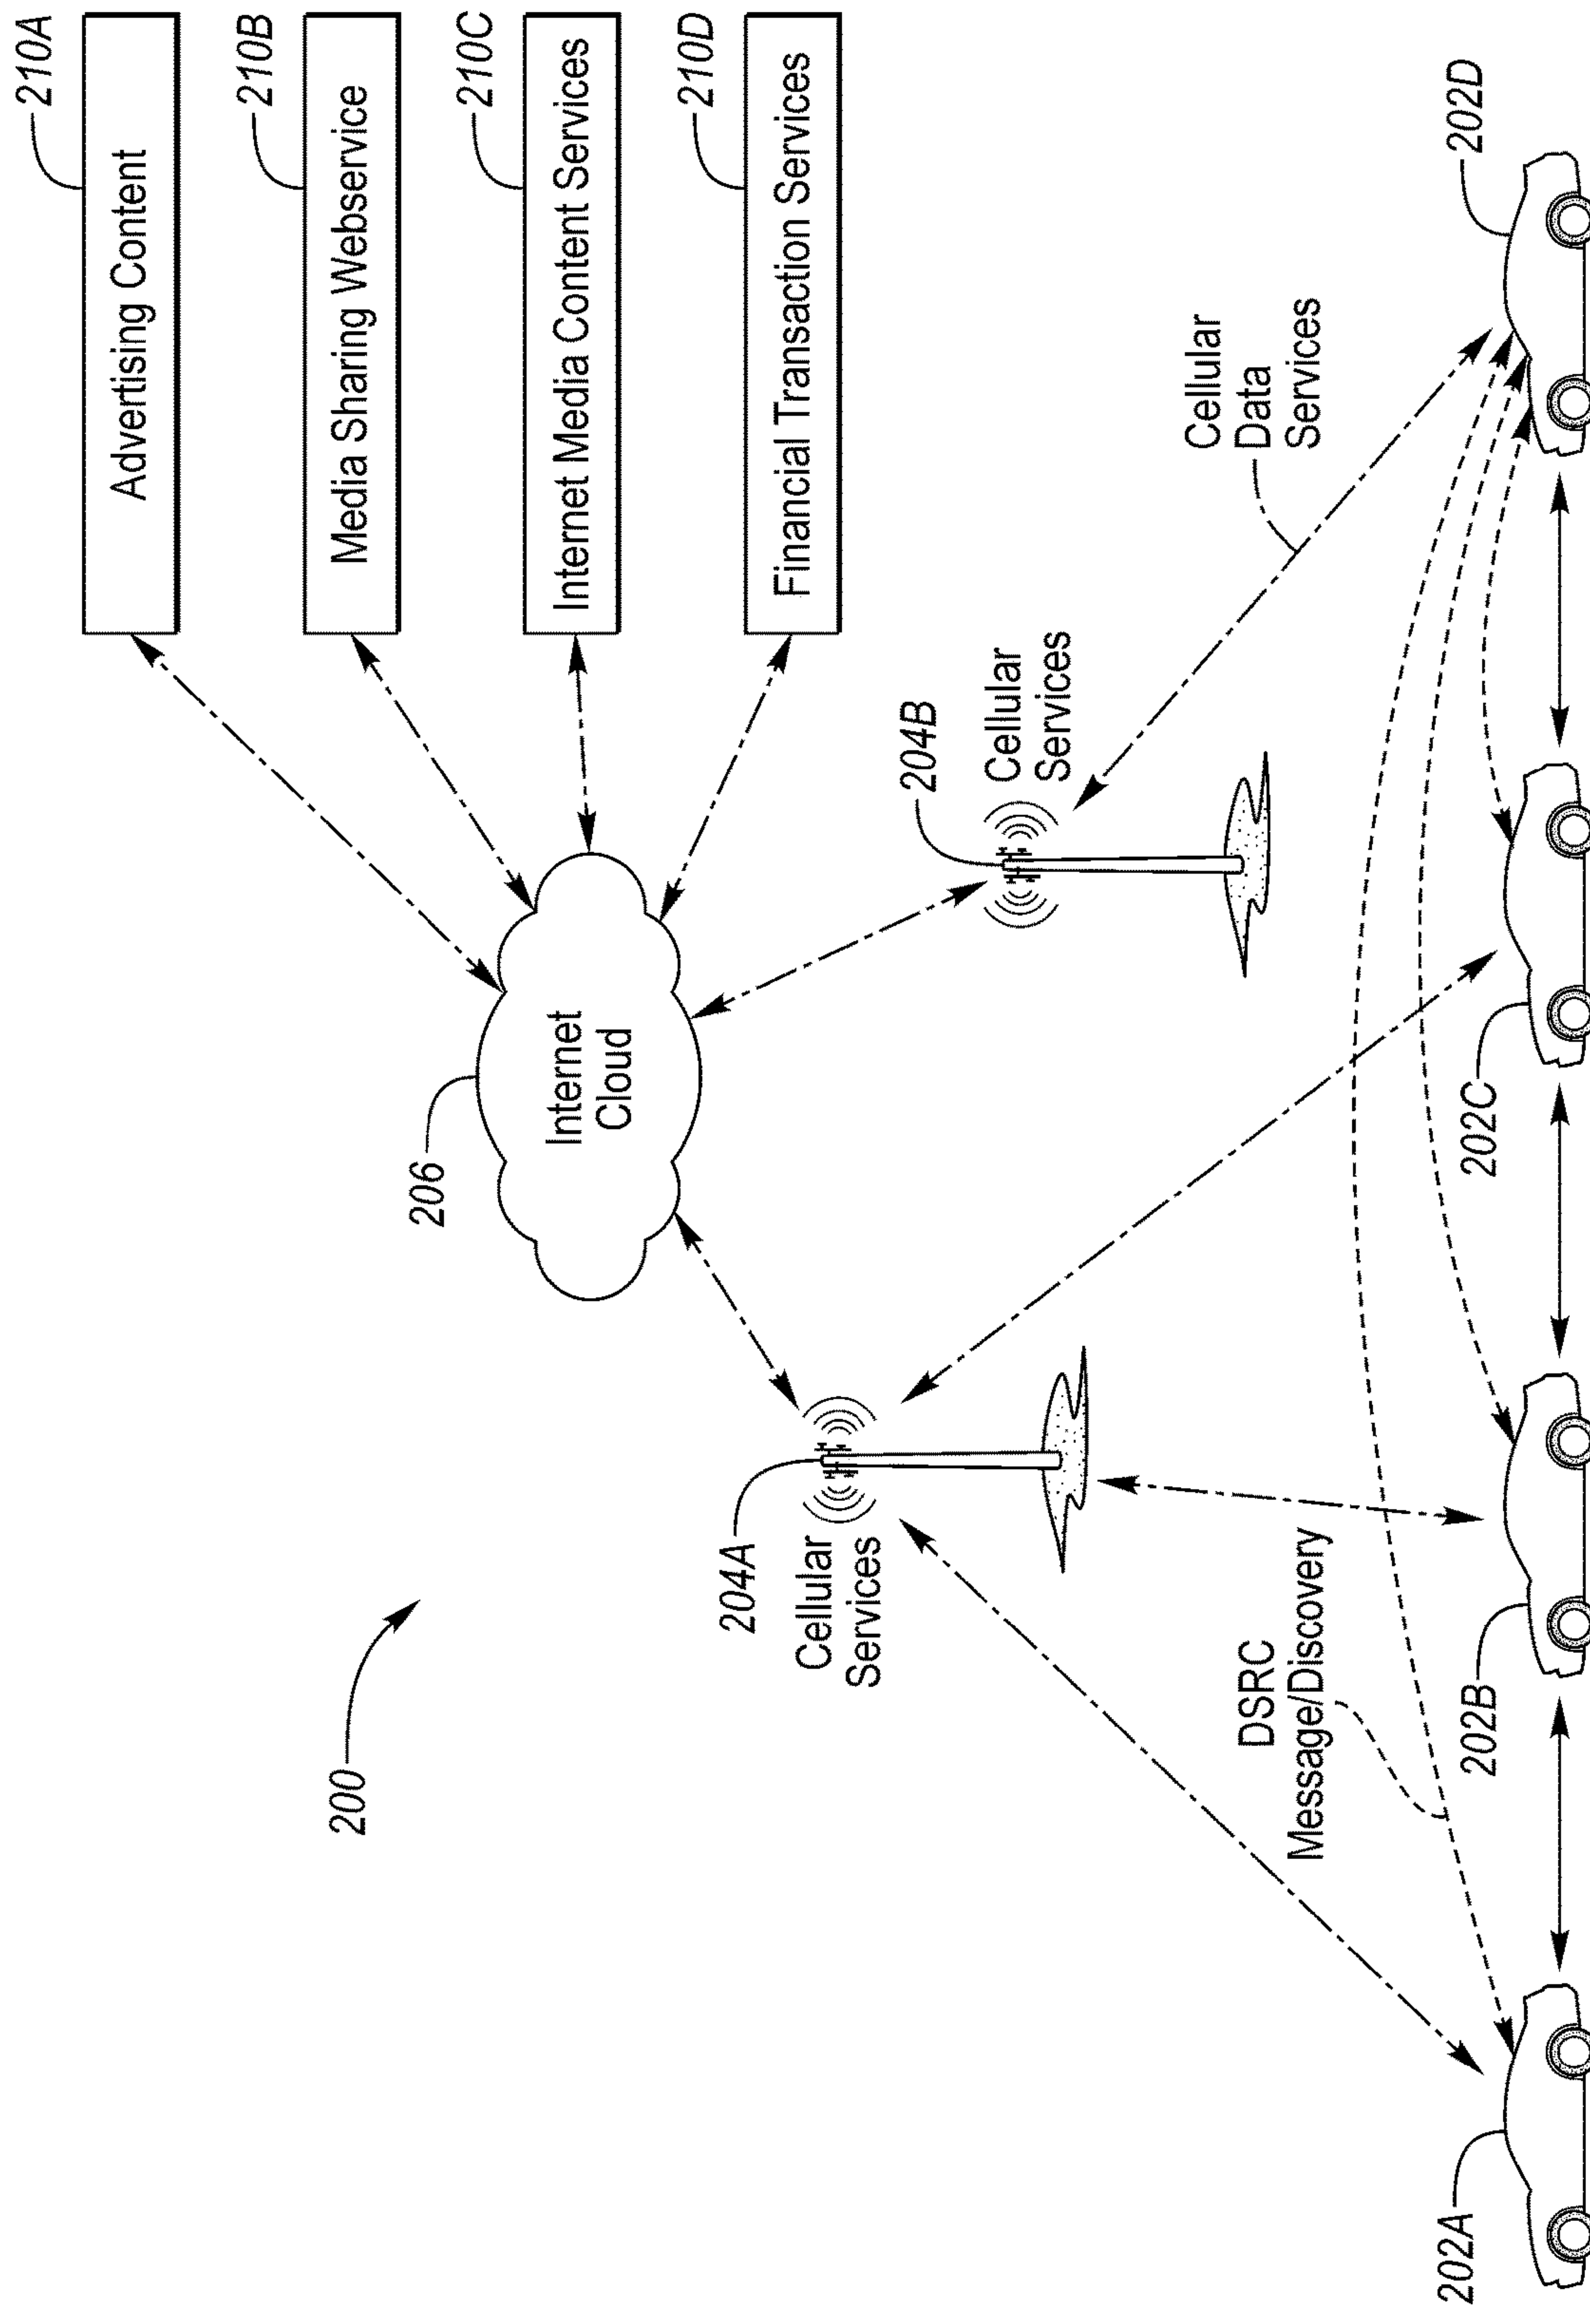 200
206
Internet
Cloud
210A
Advertising Content
210B
Media Sharing Webservice
210C
Internet Media Content Services
210D
Financial Transaction Services
204A
Cellular
Services
204B
Cellular
Services
Cellular
Data
Services
DSRC
Message/Discovery
202A
202B
202C
202D